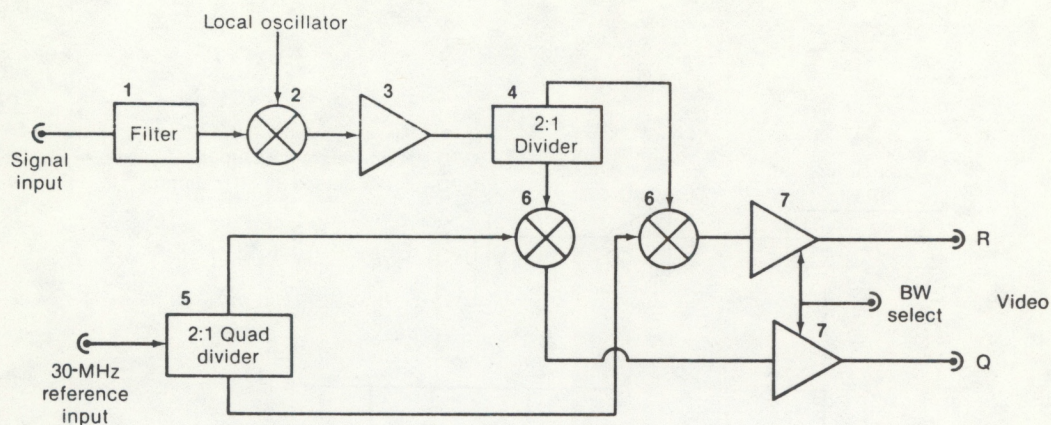 Local oscillator
1
2
3
4
Filter
2:1
Divider
Signal
input
6
6
7
R
5
BW
select
Video
2:1 Quad
divider
7
30-MHz
reference
input
Q